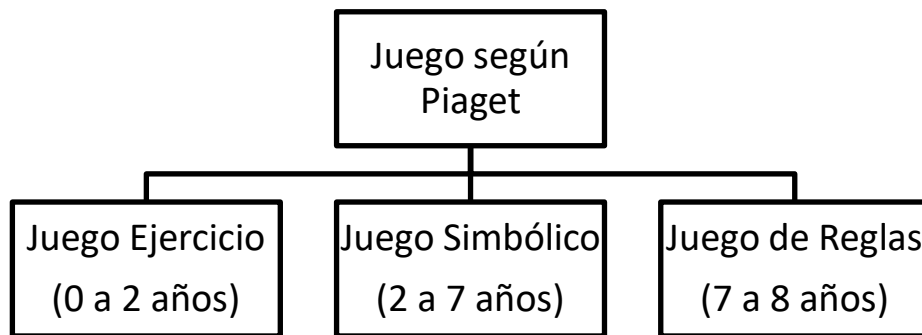 Juego según
Piaget
Juego Ejercicio
(0 a 2 años)
Juego Simbólico
(2 a 7 años)
Juego de Reglas
(7 a 8 años)